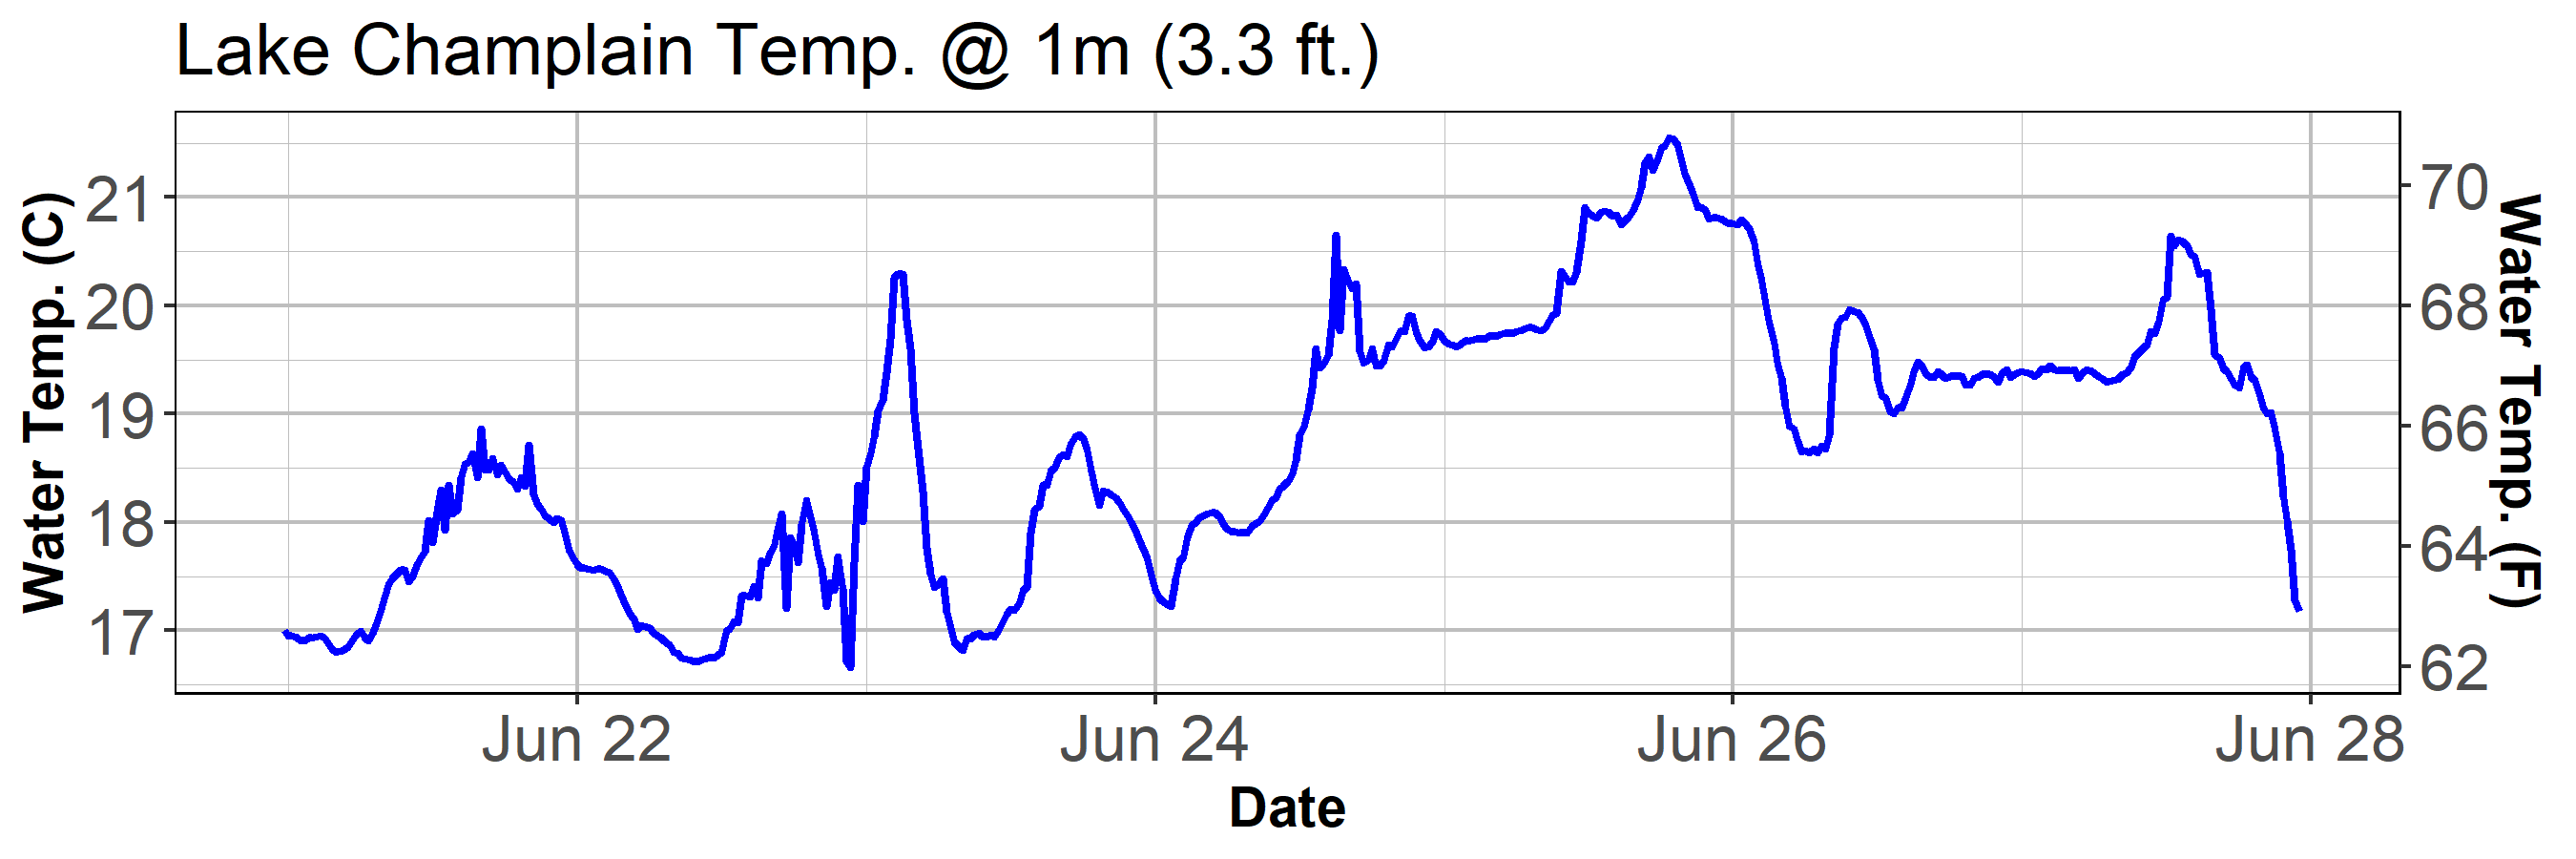 Lake Champlain Temp. @ 1m (3.3 ft.)
Water Temp. (C)
21
20
19
18
17
70
68
66
64
62
Water Temp. (F)
Jun 22 Jun 24 Jun 26 Jun 28
Date